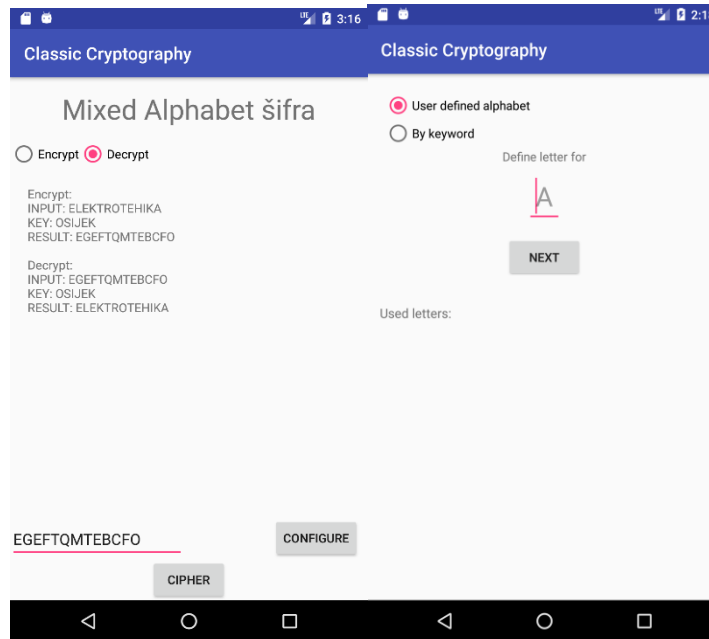 3:16
Classic Cryptography
Mixed Alphabet šifra
Encrypt Decrypt
Encrypt:
INPUT: ELEKTROTEHIKA
KEY: OSIJEK
RESULT: EGEFTQMTEBCFO
Decrypt:
INPUT: EGEFTQMTEBCFO
KEY: OSIJEK
RESULT: ELEKTROTEHIKA
EGEFTQMTEBCFO
CONFIGURE
CIPHER
Classic Cryptography
User defined alphabet
By keyword
Define letter for
A
NEXT
Used letters: